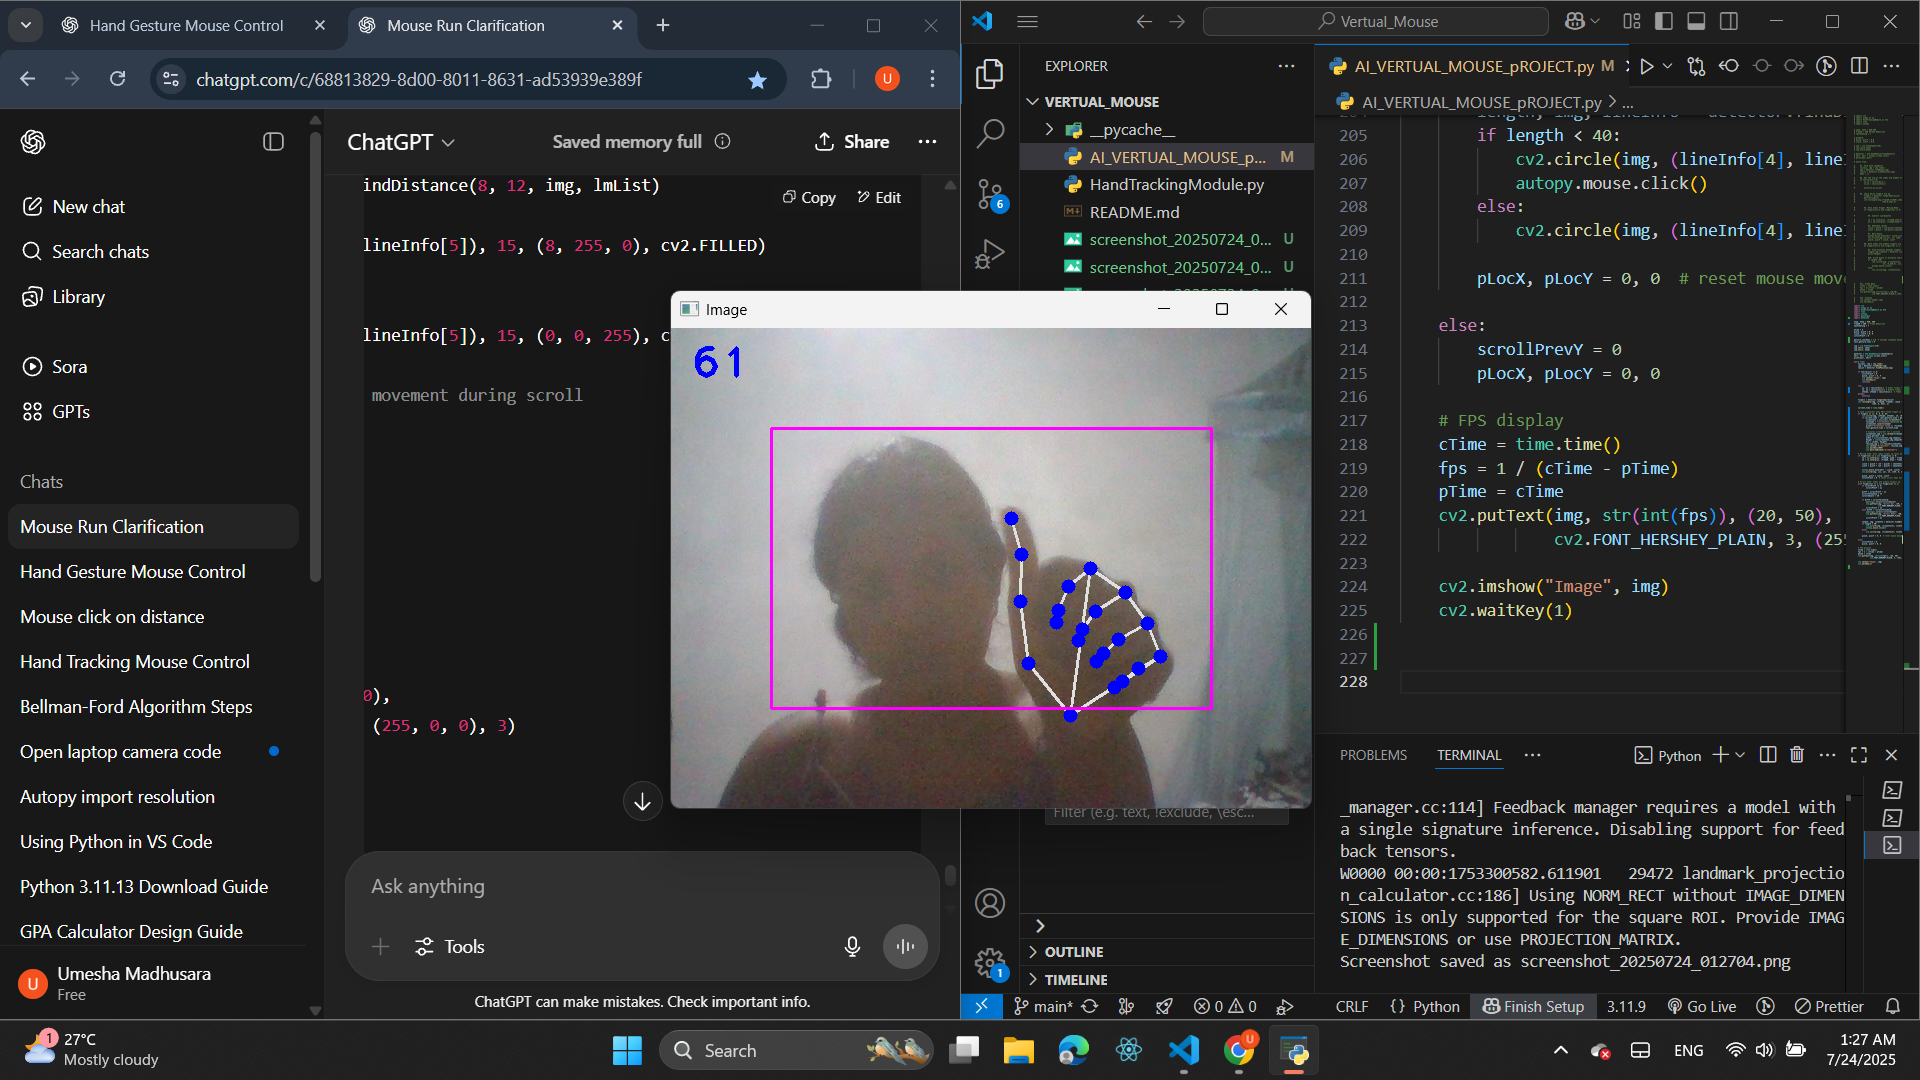 Hand Gesture Mouse Control
Mouse Run Clarification
chatgpt.com/c/68813829-8d00-8011-8631-ad53939e389f
U
ChatGPT
Saved memory full
Share
New chat
Search chats
Library
Sora
GPTs
Chats
Mouse Run Clarification
Hand Gesture Mouse Control
Mouse click on distance
Hand Tracking Mouse Control
Bellman-Ford Algorithm Steps
Open laptop camera code
Autopy import resolution
Using Python in VS Code
Python 3.11.13 Download Guide
GPA Calculator Design Guide
U
Umesha Madhusara
Free
indDistance(8, 12, img, lmList)
Copy
Edit
lineInfo[5]), 15, (8, 255, 0), cv2.FILLED)
lineInfo[5]), 15, (0, 0, 255), c
movement during scroll
0),
(255, 0, 0), 3)
Ask anything
Tools
ChatGPT can make mistakes. Check important info.
Image
61
Vertual_Mouse
EXPLORER
VERTUAL_MOUSE
__pycache__
AI_VERTUAL_MOUSE_p... M
HandTrackingModule.py
README.md
screenshot_20250724_0... U
screenshot_20250724_0... U
6
Filter (e.g. text, !exclude, \esc...
OUTLINE
TIMELINE
1
AI_VERTUAL_MOUSE_pROJECT.py M
AI_VERTUAL_MOUSE_pROJECT.py > ...
205 if length < 40:
206 cv2.circle(img, (lineInfo[4], line
207 autopy.mouse.click()
208 else:
209 cv2.circle(img, (lineInfo[4], line
210
211 pLocX, pLocY = 0, 0 # reset mouse mov
212
213 else:
214 scrollPrevY = 0
215 pLocX, pLocY = 0, 0
216
217 # FPS display
218 cTime = time.time()
219 fps = 1 / (cTime - pTime)
220 pTime = cTime
221 cv2.putText(img, str(int(fps)), (20, 50),
222 cv2.FONT_HERSHEY_PLAIN, 3, (255
223
224 cv2.imshow("Image", img)
225 cv2.waitKey(1)
226
227
228
PROBLEMS
TERMINAL
Python
_manager.cc:114] Feedback manager requires a model with
a single signature inference. Disabling support for feed
back tensors.
W0000 00:00:1753300582.611901 29472 landmark_projectio
n_calculator.cc:186] Using NORM_RECT without IMAGE_DIMEN
SIONS is only supported for the square ROI. Provide IMAG
E_DIMENSIONS or use PROJECTION_MATRIX.
Screenshot saved as screenshot_20250724_012704.png
main*
0
0
CRLF
{ } Python
Finish Setup
3.11.9
Go Live
Prettier
1
27°C
Mostly cloudy
Search
U
ENG
1:27 AM
7/24/2025